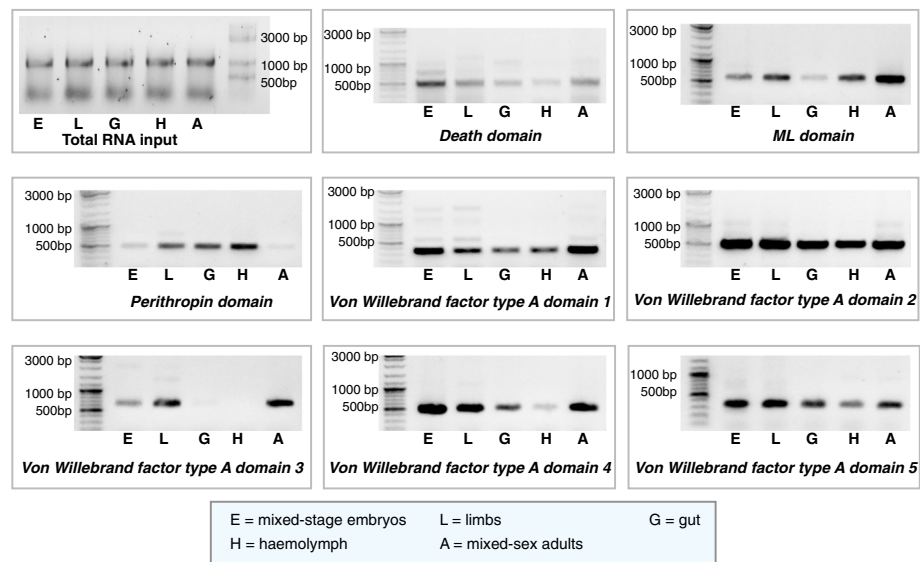 3000 bp
1000 bp
500bp
E L G H A
Total RNA input
3000 bp
1000 bp
500bp
E L G H A
Death domain
3000 bp
1000 bp
500bp
E L G H A
ML domain
3000 bp
1000 bp
500bp
E L G H A
Perithropin domain
3000 bp
1000 bp
500bp
E L G H A
Von Willebrand factor type A domain 1
3000 bp
1000 bp
500bp
E L G H A
Von Willebrand factor type A domain 2
3000 bp
1000 bp
500bp
E L G H A
Von Willebrand factor type A domain 3
3000 bp
1000 bp
500bp
E L G H A
Von Willebrand factor type A domain 4
1000 bp
500bp
E L G H A
Von Willebrand factor type A domain 5
E = mixed-stage embryos L = limbs G = gut
H = haemolymph A = mixed-sex adults